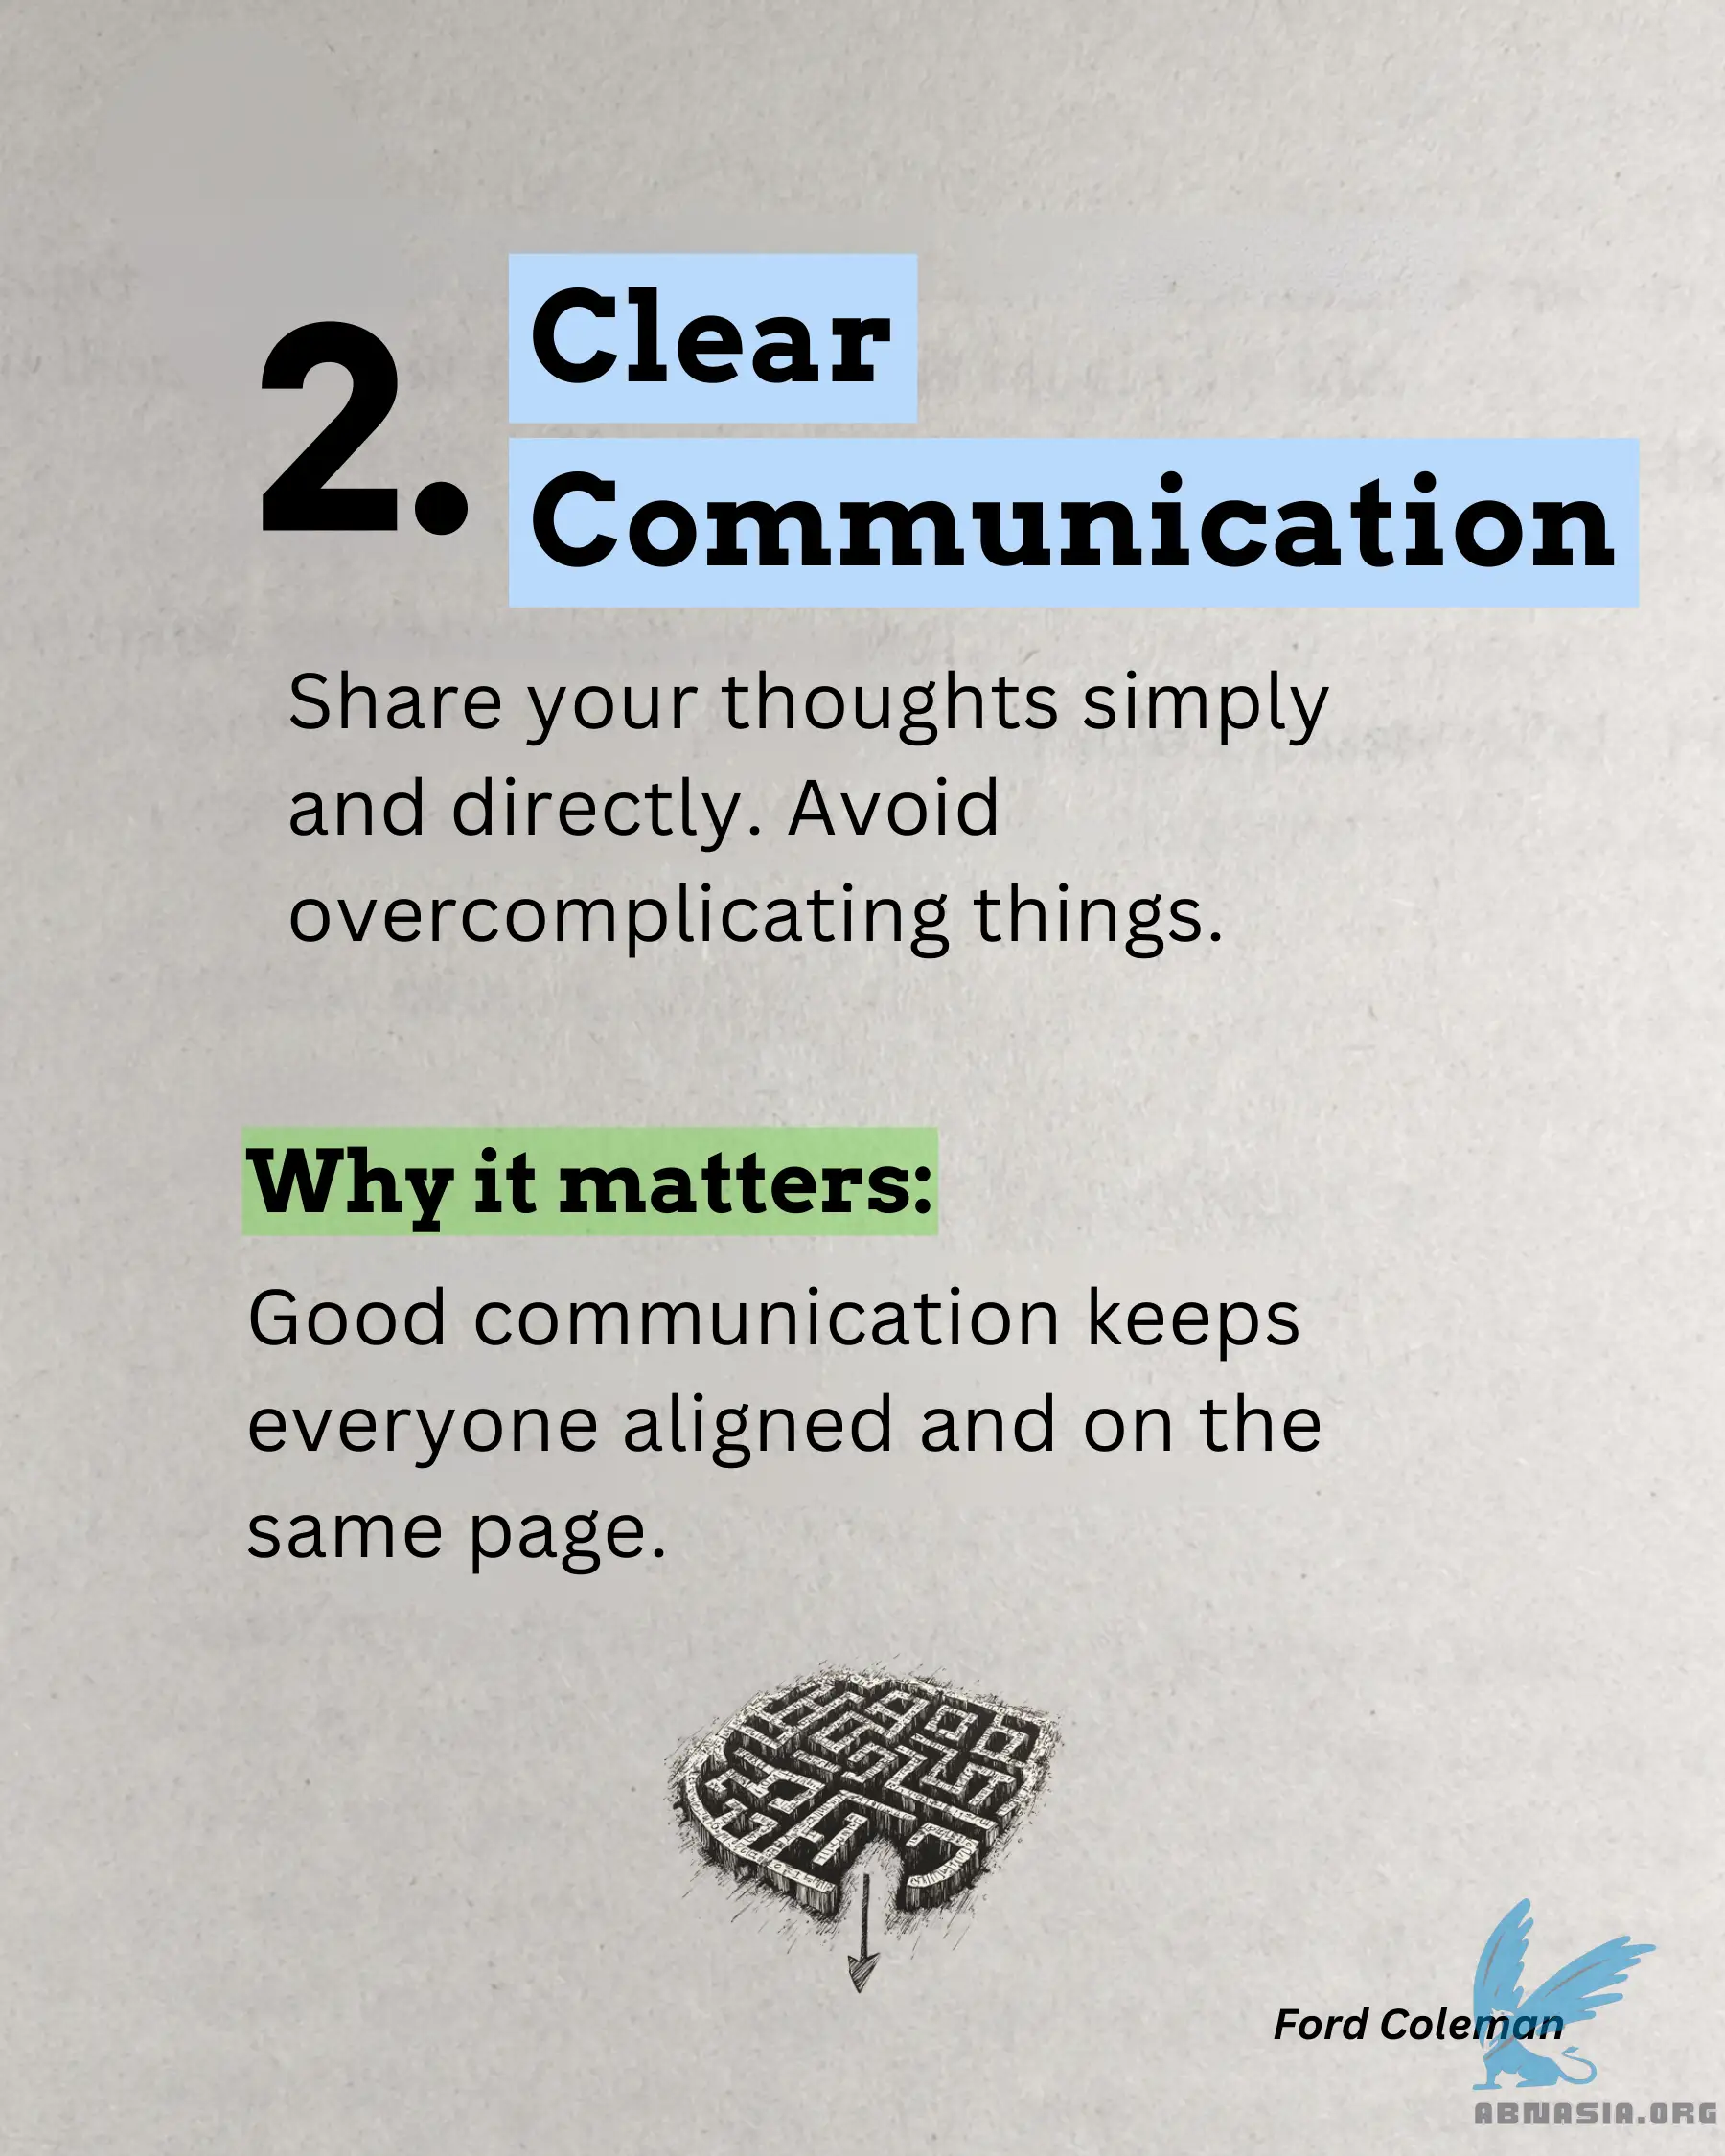 2.
Clear
Communication
Share your thoughts simply
and directly. Avoid
overcomplicating things.
Why it matters:
Good communication keeps
everyone aligned and on the
same page.
Ford Coleman
ABNASIA.ORG